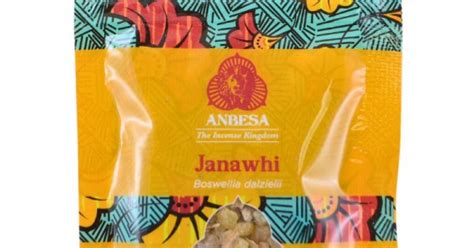 ANBESA
The Incense Kingdom
Janawhi
Boswellia dalzielii